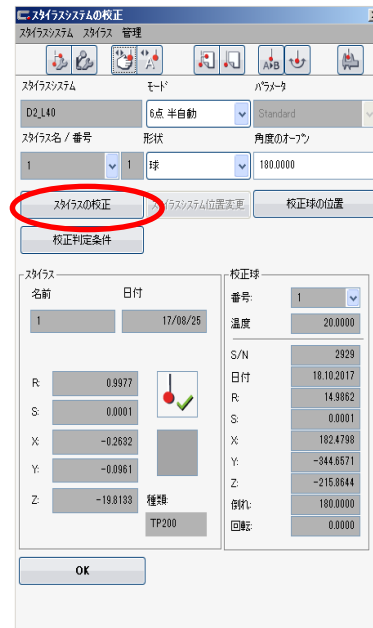 スタイラスシステムの校正
スタイラスシステム スタイラス 管理
スタイラスシステム モード パラメータ
D2_L40 6点 半自動 Standard
スタイラス名 / 番号 形状 角度のオープン
1 1 球 180.0000
スタイラスの校正 スタイラスシステム位置変更 校正球の位置
校正判定条件
スタイラス 校正球
名前 日付 番号: 1
1 17/08/25 温度 20.0000
S/N 2929
日付 18.10.2017
R: 0.9977 R: 14.9862
S: 0.0001 S: 0.0001
X: -0.2632 X: 182.4798
Y: -0.0961 Y: -344.6571
Z: -19.8133 種類: Z: -215.8644
TP200 倒れ: 180.0000
回転: 0.0000
OK